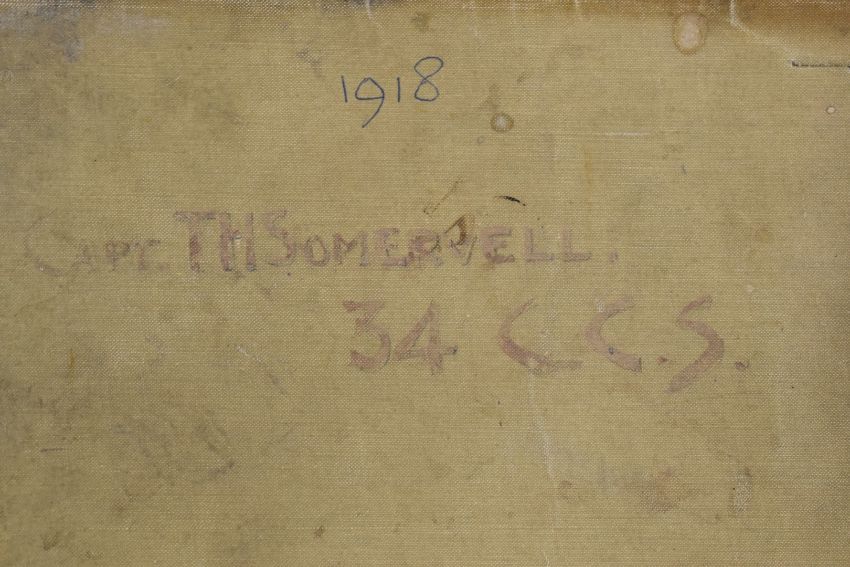 1918
CAPT. T H SOMERVELL.
34 C.C.S.